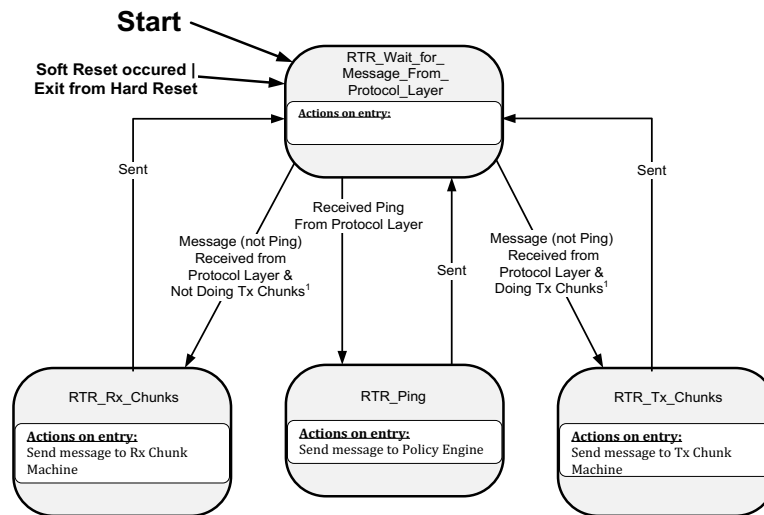 Start
Soft Reset occured |
Exit from Hard Reset
RTR_Wait_for_
Message_From_
Protocol_Layer
Actions on entry:
Sent
Message (not Ping)
Received from
Protocol Layer &
Not Doing Tx Chunks¹
Received Ping
From Protocol Layer
Sent
Message (not Ping)
Received from
Protocol Layer &
Doing Tx Chunks¹
Sent
RTR_Rx_Chunks
Actions on entry:
Send message to Rx Chunk
Machine
RTR_Ping
Actions on entry:
Send message to Policy Engine
RTR_Tx_Chunks
Actions on entry:
Send message to Tx Chunk
Machine